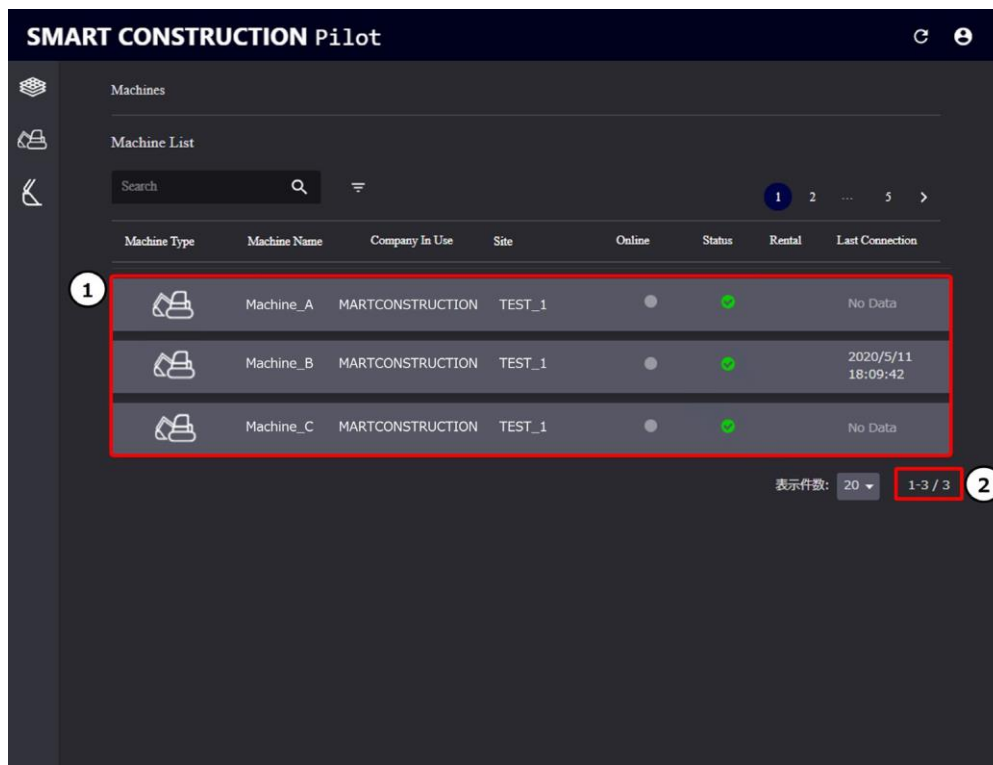 SMART CONSTRUCTION Pilot
Machines
Machine List
Search
1 2 ... 5
Machine Type Machine Name Company In Use Site Online Status Rental Last Connection
1
Machine_A MARTCONSTRUCTION TEST_1 No Data
Machine_B MARTCONSTRUCTION TEST_1 2020/5/11
18:09:42
Machine_C MARTCONSTRUCTION TEST_1 No Data
表示件数: 20 1-3 / 3 2